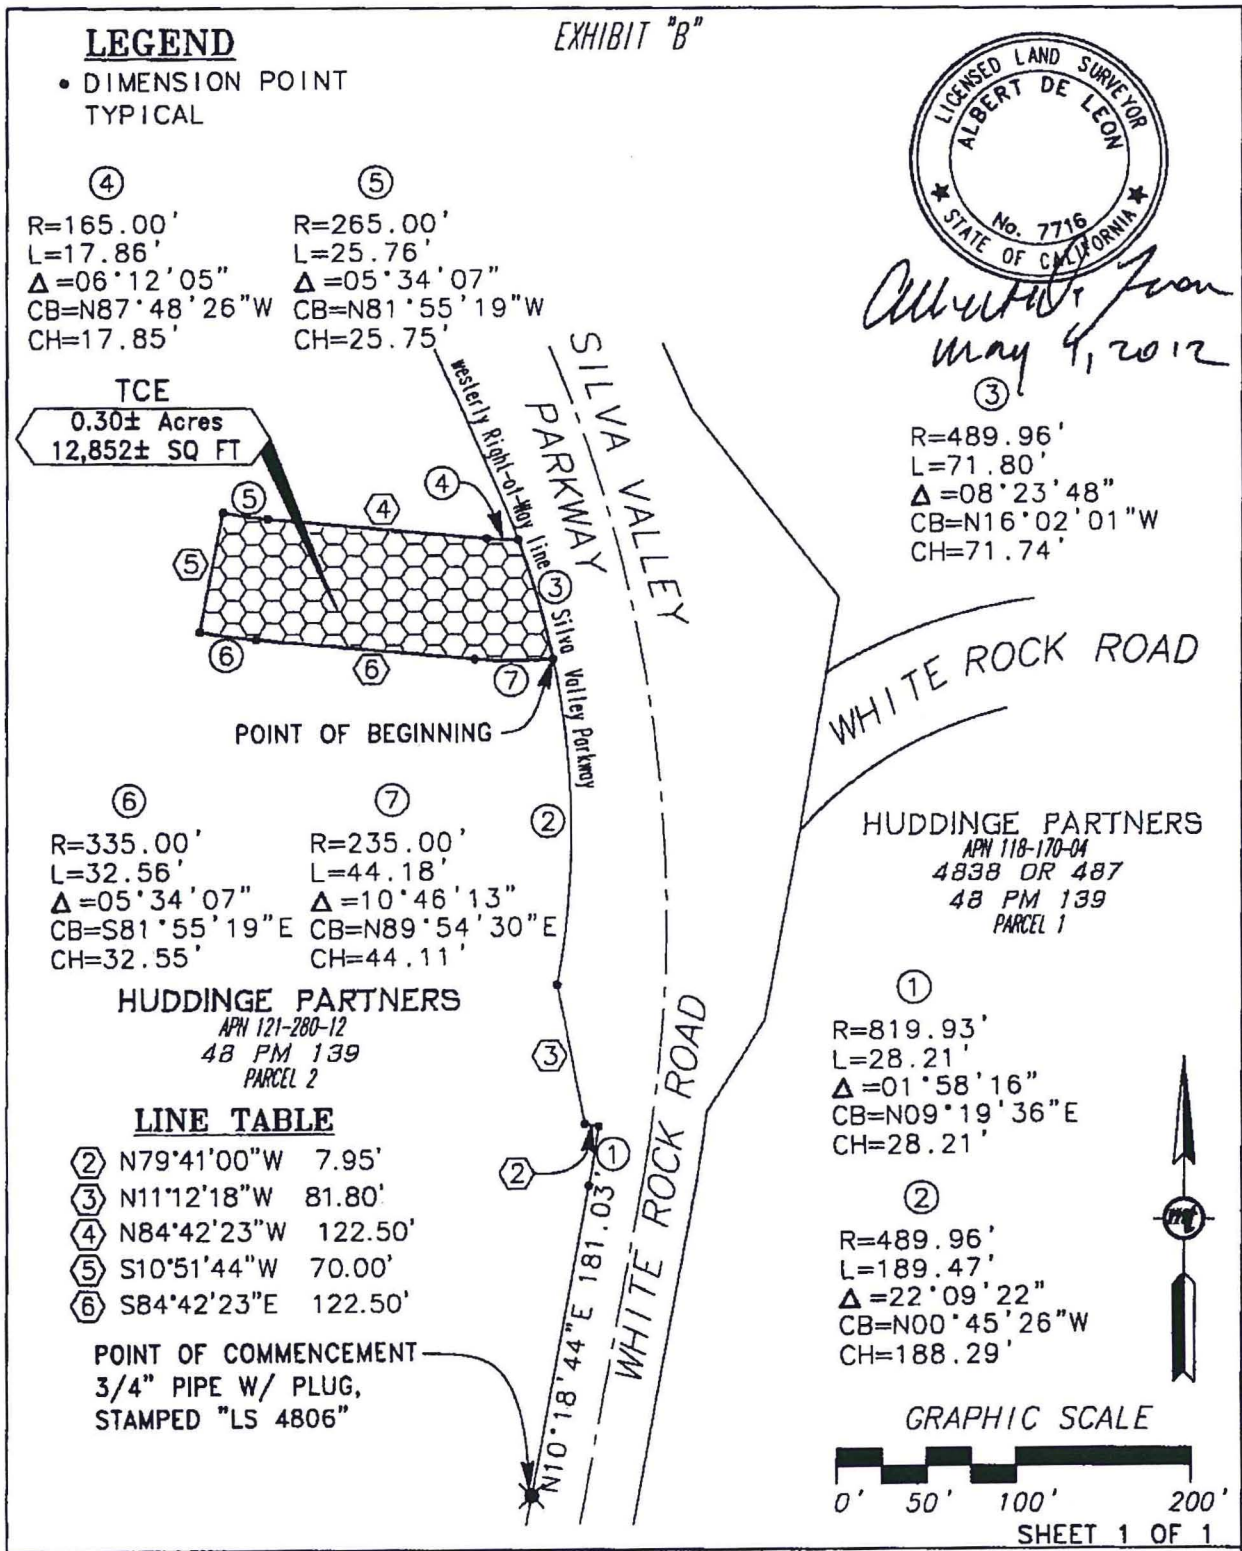 EXHIBIT "B"
LEGEND
• DIMENSION POINT
TYPICAL
LICENSED LAND SURVEYOR
ALBERT DE LEON
No. 7716
STATE OF CALIFORNIA
May 9, 2012
4
R=165.00'
L=17.86'
Δ=06°12'05"
CB=N87°48'26"W
CH=17.85'
5
R=265.00'
L=25.76'
Δ=05°34'07"
CB=N81°55'19"W
CH=25.75'
3
R=489.96'
L=71.80'
Δ=08°23'48"
CB=N16°02'01"W
CH=71.74'
TCE
0.30± Acres
12,852± SQ FT
SILVA VALLEY
PARKWAY
westerly Right-of-Way line Silva Valley Parkway
5
4
4
5
3
6
6
7
WHITE ROCK ROAD
POINT OF BEGINNING
2
6
R=335.00'
L=32.56'
Δ=05°34'07"
CB=S81°55'19"E
CH=32.55'
7
R=235.00'
L=44.18'
Δ=10°46'13"
CB=N89°54'30"E
CH=44.11'
HUDDINGE PARTNERS
APN 118-170-04
4838 OR 487
48 PM 139
PARCEL 1
HUDDINGE PARTNERS
APN 121-280-12
48 PM 139
PARCEL 2
3
1
2
WHITE ROCK ROAD
N10°18'44"E 181.03'
1
R=819.93'
L=28.21'
Δ=01°58'16"
CB=N09°19'36"E
CH=28.21'
2
R=489.96'
L=189.47'
Δ=22°09'22"
CB=N00°45'26"W
CH=188.29'
LINE TABLE
2 N79°41'00"W 7.95'
3 N11°12'18"W 81.80'
4 N84°42'23"W 122.50'
5 S10°51'44"W 70.00'
6 S84°42'23"E 122.50'
POINT OF COMMENCEMENT
3/4" PIPE W/ PLUG,
STAMPED "LS 4806"
GRAPHIC SCALE
0' 50' 100' 200'
SHEET 1 OF 1